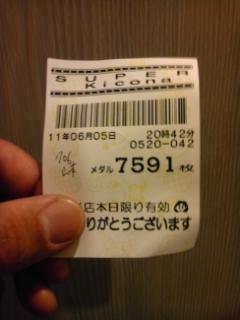 SUPER
Kicona
11年06月05日 20時42分
0520-042
メタル 7591 枚
店本日限り有効
りがとうございます